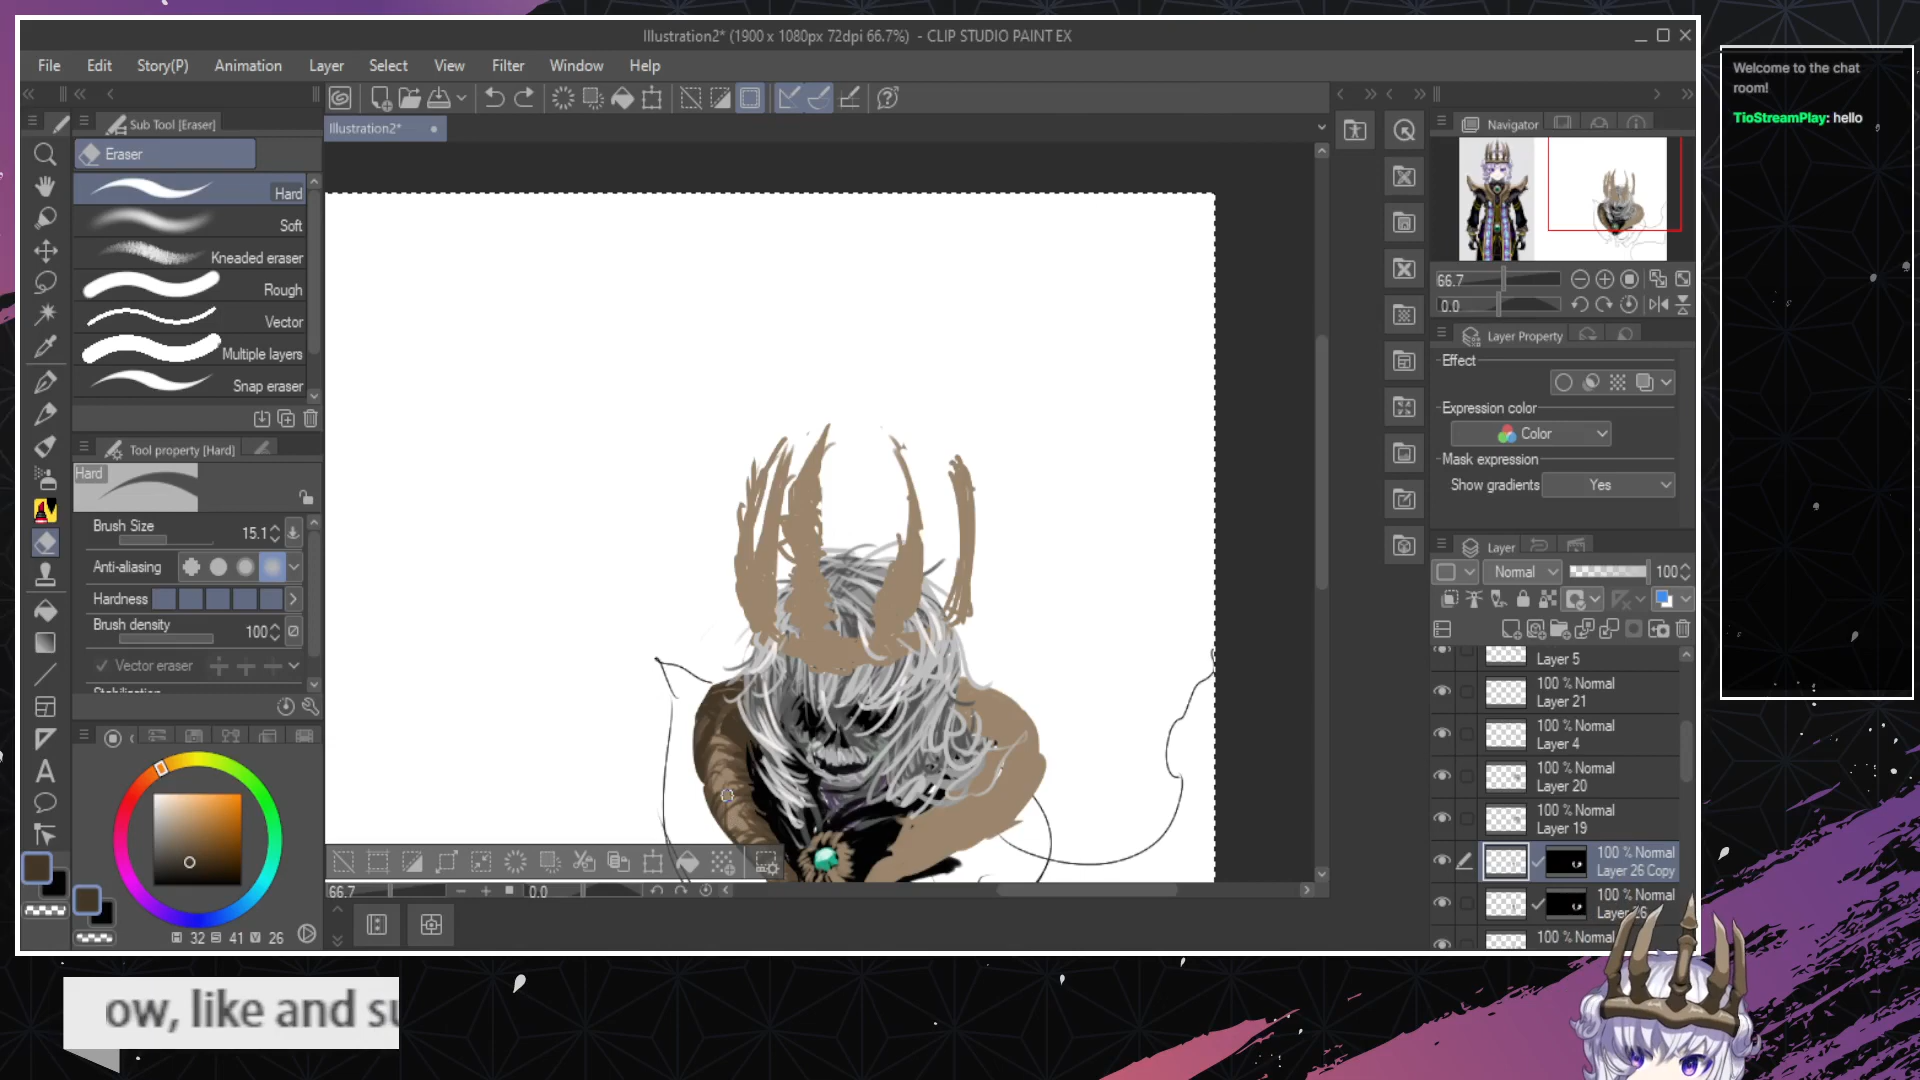 Illustration2* (1900 x 1080px 72dpi 66.7%)  - CLIP STUDIO PAINT EX
File Edit Story(P) Animation Layer Select View Filter Window Help
Sub Tool [Eraser]
Eraser
Hard
Soft
Kneaded eraser
Rough
Vector
Multiple layers
Snap eraser
Tool property [Hard]
Hard
Brush Size 15.1
Anti-aliasing
Hardness
Brush density 100
Vector eraser
32 41 26
Illustration2*
66.7 0.0
Navigator
66.7
0.0
Layer Property
Effect
Expression color
Color
Mask expression
Show gradients Yes
Layer
Normal 100
Layer 5
100 % Normal
Layer 21
100 % Normal
Layer 4
100 % Normal
Layer 20
100 % Normal
Layer 19
100 % Normal
Layer 26 Copy
100 % Normal
100 % Normal
Welcome to the chat
room!
TioStreamPlay: hello
ow, like and su